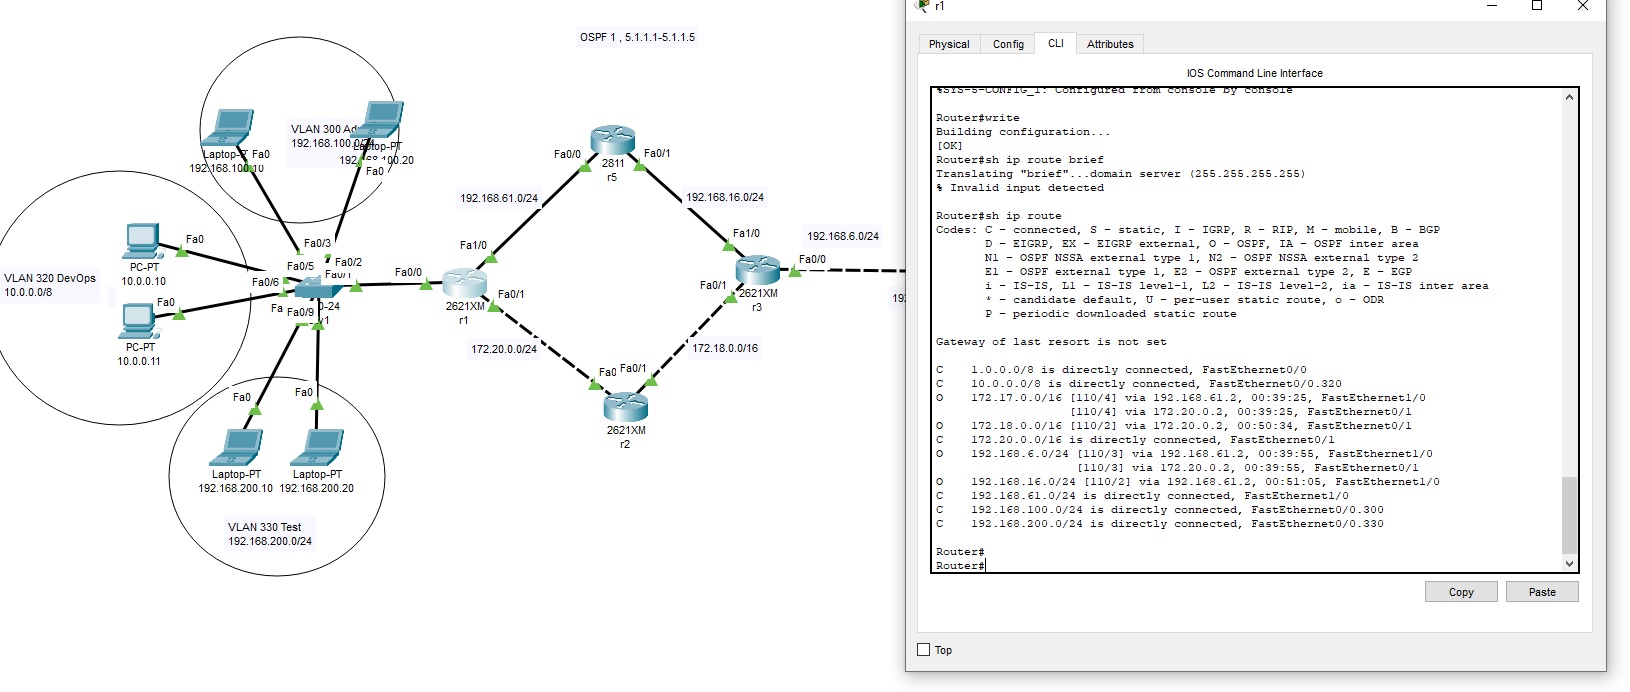 OSPF 1 , 5.1.1.1-5.1.1.5
VLAN 300
192.168.100.0/24
Fa0
192.168.100.10
Laptop-PT
Fa0
VLAN 320 DevOps
10.0.0.0/8
PC-PT
10.0.0.10
Fa0
PC-PT
10.0.0.11
Fa0
Fa0/3
Fa0/2
Fa0/5
Fa0/1
Fa0/6
Fa0/9
0-24
Fa0
Laptop-PT
192.168.200.10
Fa0
Laptop-PT
192.168.200.20
VLAN 330 Test
192.168.200.0/24
Fa0/0
2621XM
r1
Fa1/0
Fa0/1
192.168.61.0/24
Fa0/0
Fa0/1
2811
r5
192.168.16.0/24
Fa1/0
192.168.6.0/24
Fa0/0
Fa0/1
2621XM
r3
172.20.0.0/24
172.18.0.0/16
Fa0
Fa0/1
2621XM
r2
r1
Physical
Config
CLI
Attributes
IOS Command Line Interface
%SYS-5-CONFIG_I: Configured from console by console
Router#write
Building configuration...
[OK]
Router#sh ip route brief
Translating "brief"...domain server (255.255.255.255)
% Invalid input detected
Router#sh ip route
Codes: C - connected, S - static, I - IGRP, R - RIP, M - mobile, B - BGP
D - EIGRP, EX - EIGRP external, O - OSPF, IA - OSPF inter area
N1 - OSPF NSSA external type 1, N2 - OSPF NSSA external type 2
E1 - OSPF external type 1, E2 - OSPF external type 2, E - EGP
i - IS-IS, L1 - IS-IS level-1, L2 - IS-IS level-2, ia - IS-IS inter area
* - candidate default, U - per-user static route, o - ODR
P - periodic downloaded static route
Gateway of last resort is not set
C 1.0.0.0/8 is directly connected, FastEthernet0/0
C 10.0.0.0/8 is directly connected, FastEthernet0/0.320
O 172.17.0.0/16 [110/4] via 192.168.61.2, 00:39:25, FastEthernet1/0
[110/4] via 172.20.0.2, 00:39:25, FastEthernet0/1
O 172.18.0.0/16 [110/2] via 172.20.0.2, 00:50:34, FastEthernet0/1
C 172.20.0.0/16 is directly connected, FastEthernet0/1
O 192.168.6.0/24 [110/3] via 192.168.61.2, 00:39:55, FastEthernet1/0
[110/3] via 172.20.0.2, 00:39:55, FastEthernet0/1
O 192.168.16.0/24 [110/2] via 192.168.61.2, 00:51:05, FastEthernet1/0
C 192.168.61.0/24 is directly connected, FastEthernet1/0
C 192.168.100.0/24 is directly connected, FastEthernet0/0.300
C 192.168.200.0/24 is directly connected, FastEthernet0/0.330
Router#
Router#
Copy
Paste
Top